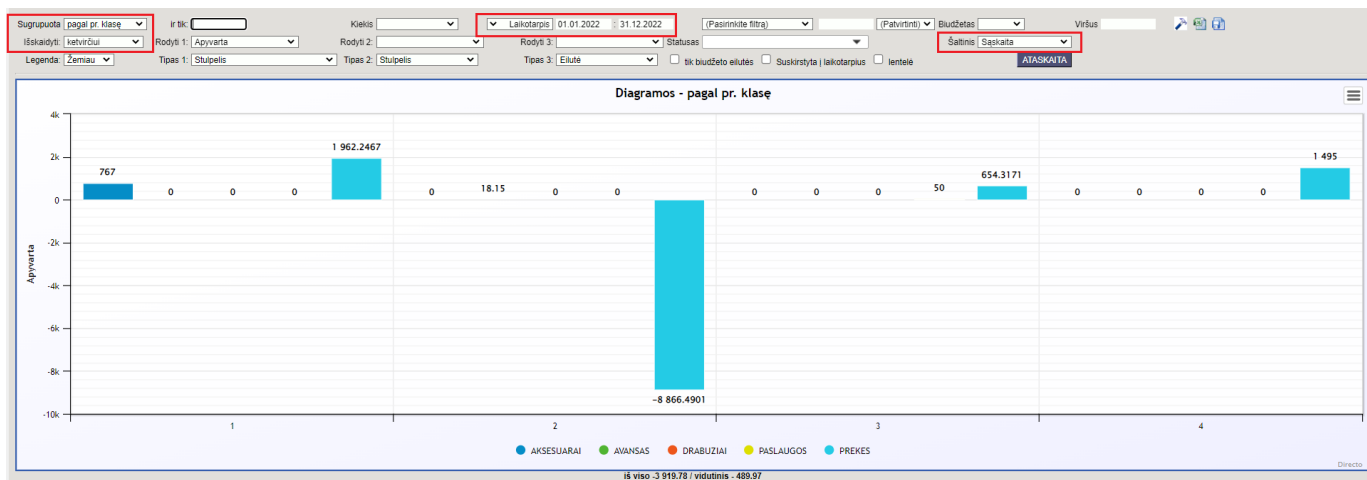 Sugrupuota pagal pr. klasę ir tik: Kiekis Laikotarpis 01.01.2022 : 31.12.2022 (Pasirinkite filtrą) (Patvirtinti) Biudžetas Viršus
Išskaidyti: ketvirčiui Rodyti 1: Apyvarta Rodyti 2: Rodyti 3: Statusas Šaltinis Sąskaita
Legenda: Žemiau Tipas 1: Stulpelis Tipas 2: Stulpelis Tipas 3: Eilutė tik biudžeto eilutės Suskirstyta į laikotarpius lentelė ATASKAITA
Diagramos - pagal pr. klasę
4k
1 962.2467
1 495
2k
767
654.3171
0 0 0 0 18.15 0 0 0 0 0 50 0 0 0 0
0
-2k
Apyvarta
-4k
-6k
-8k
-8 866.4901
-10k
1 2 3 4
AKSESUARAI AVANSAS DRABUŽIAI PASLAUGOS PREKES
Directo
iš viso -3 919.78 / vidutinis - 489.97